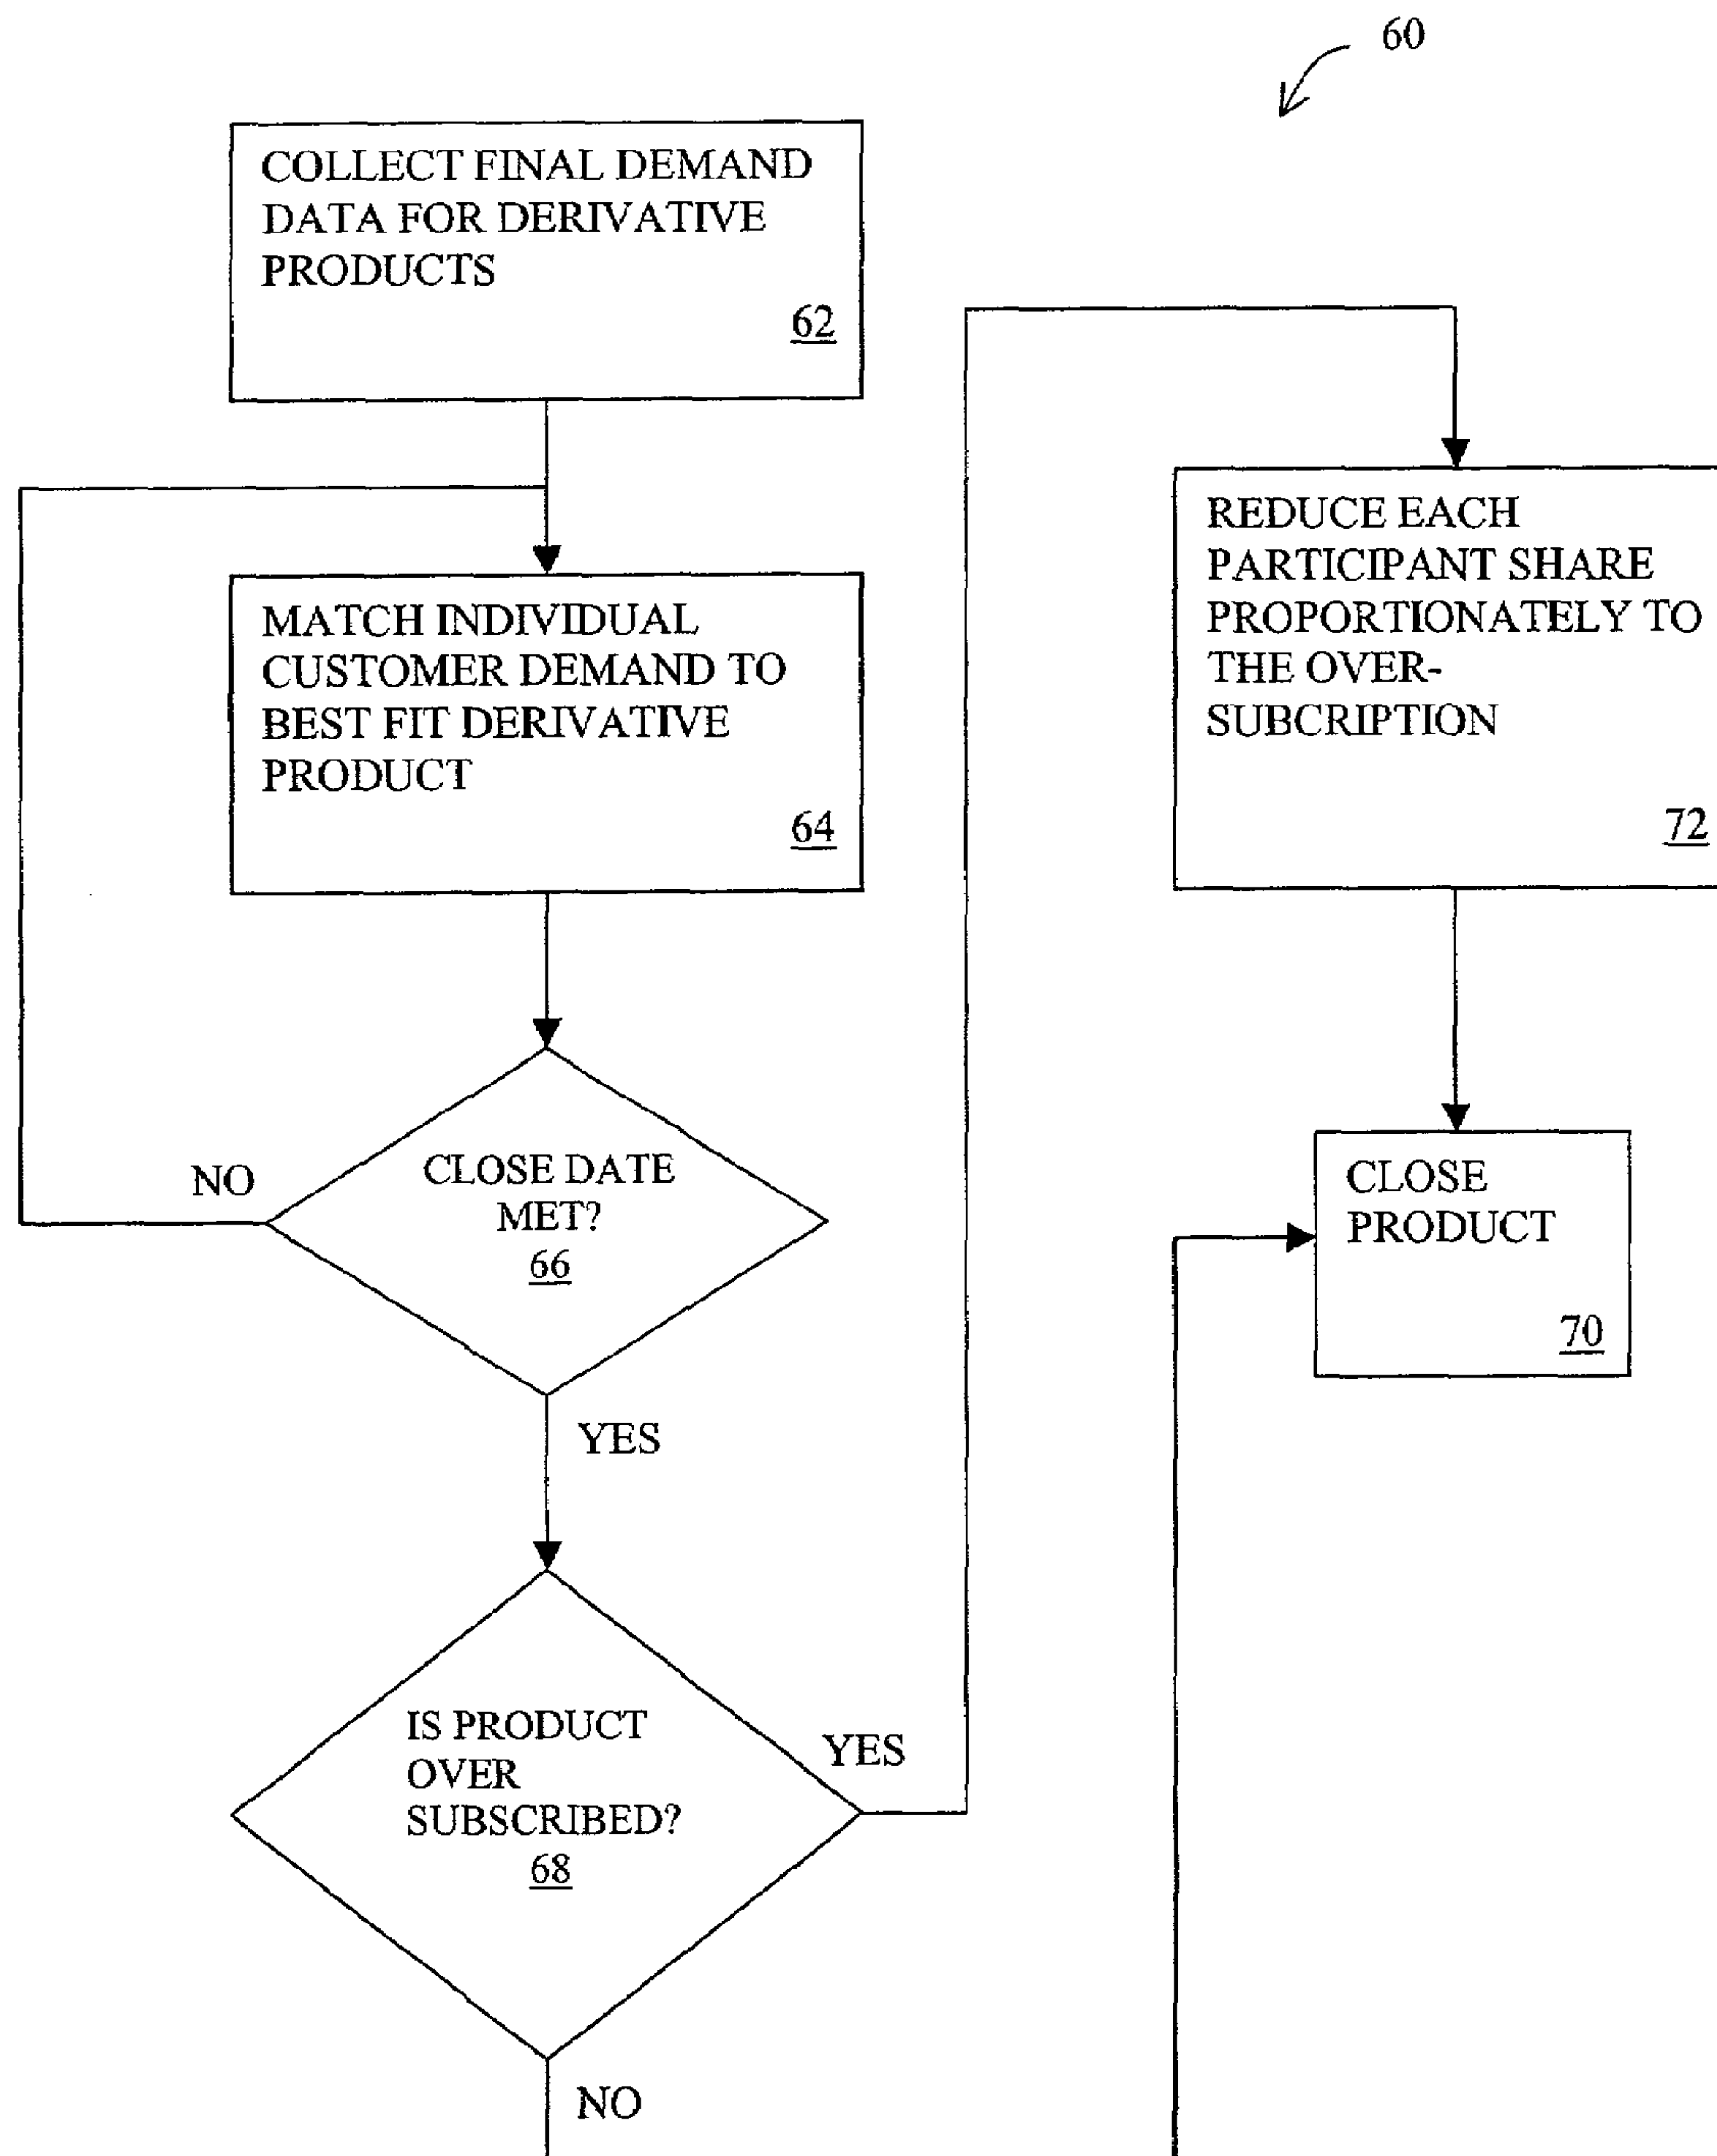 60
COLLECT FINAL DEMAND
DATA FOR DERIVATIVE
PRODUCTS
62
MATCH INDIVIDUAL
CUSTOMER DEMAND TO
BEST FIT DERIVATIVE
PRODUCT
64
NO
CLOSE DATE
MET?
66
YES
IS PRODUCT
OVER
SUBSCRIBED?
68
YES
NO
REDUCE EACH
PARTICIPANT SHARE
PROPORTIONATELY TO
THE OVER-
SUBCRIPTION
72
CLOSE
PRODUCT
70